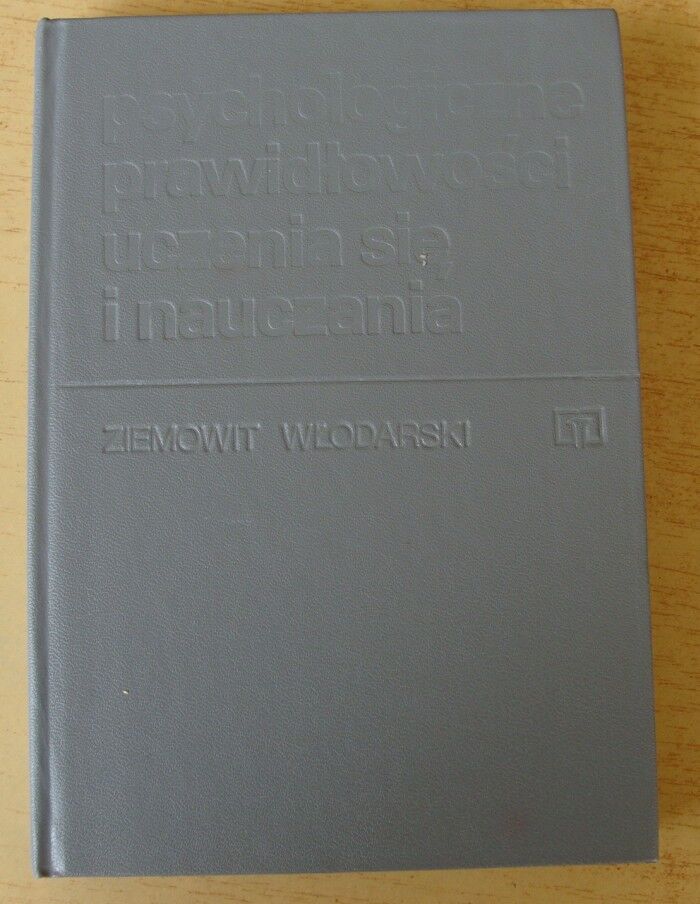 psychologiczne
prawidłowości
uczenia się
i nauczania
ZIEMOWIT WŁODARSKI